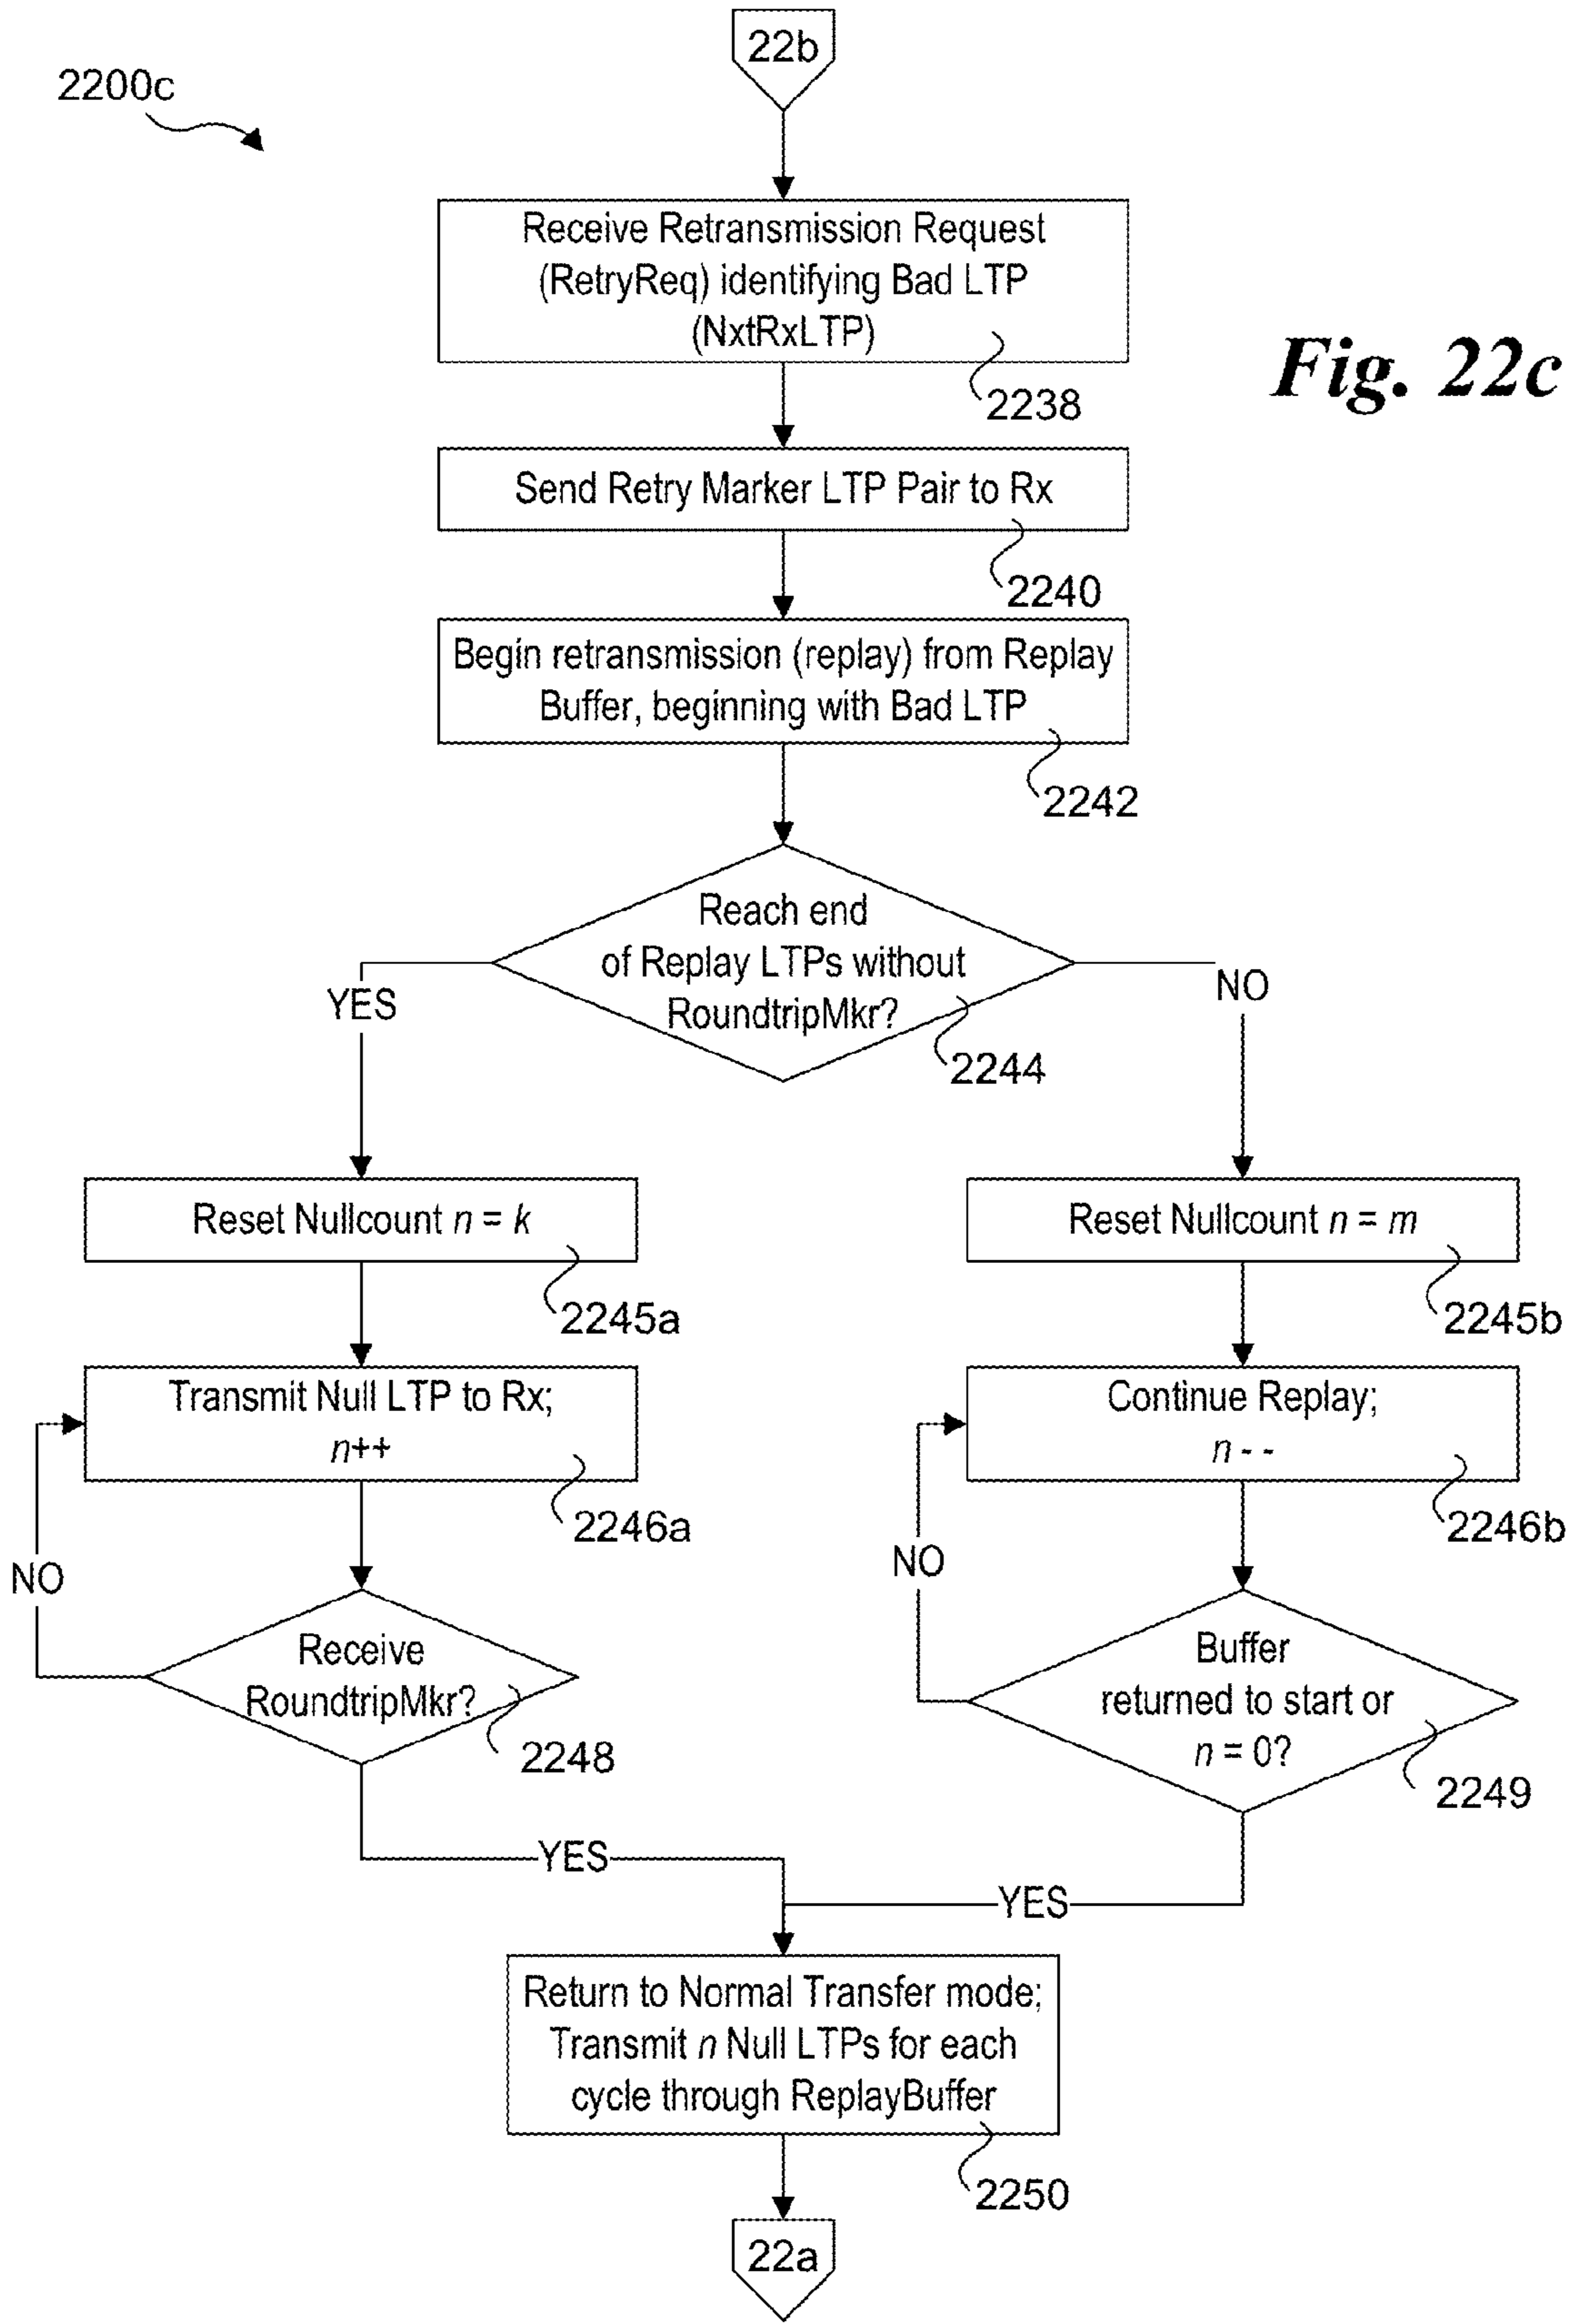 22b
2200c
Receive Retransmission Request
(RetryReq) identifying Bad LTP
(NxtRxLTP)
Fig. 22c
2238
Send Retry Marker LTP Pair to Rx
2240
Begin retransmission (replay) from Replay
Buffer, beginning with Bad LTP
2242
Reach end
of Replay LTPs without
RoundtripMkr?
YES
NO
2244
Reset Nullcount n = k
Reset Nullcount n = m
2245a
2245b
Transmit Null LTP to Rx;
n++
Continue Replay;
n - -
2246a
2246b
NO
NO
Receive
RoundtripMkr?
Buffer
returned to start or
n = 0?
2248
2249
YES
YES
Return to Normal Transfer mode;
Transmit n Null LTPs for each
cycle through ReplayBuffer
2250
22a